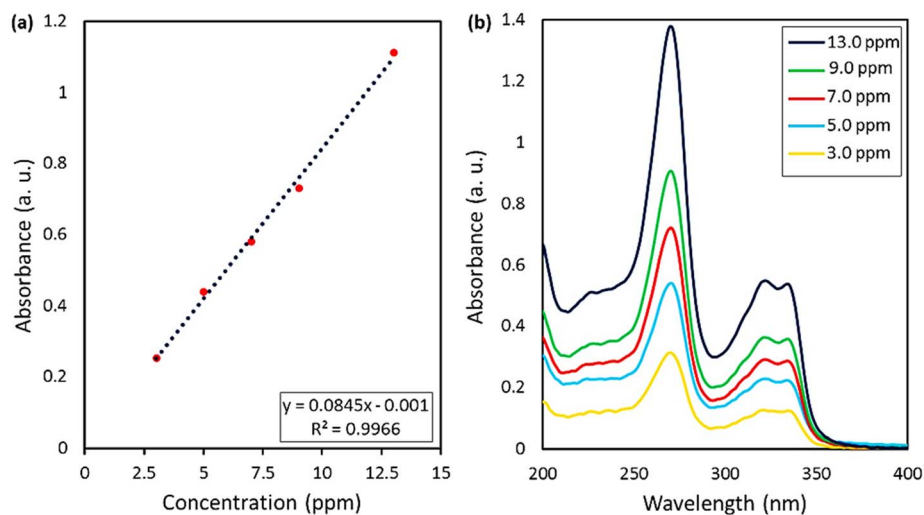 (a)
1.2
1
0.8
0.6
0.4
0.2
0
Absorbance (a. u.)
y = 0.0845x - 0.001
R² = 0.9966
0 2.5 5 7.5 10 12.5 15
Concentration (ppm)
(b)
1.4
1.2
1
0.8
0.6
0.4
0.2
0
Absorbance (a. u.)
13.0 ppm
9.0 ppm
7.0 ppm
5.0 ppm
3.0 ppm
200 250 300 350 400
Wavelength (nm)